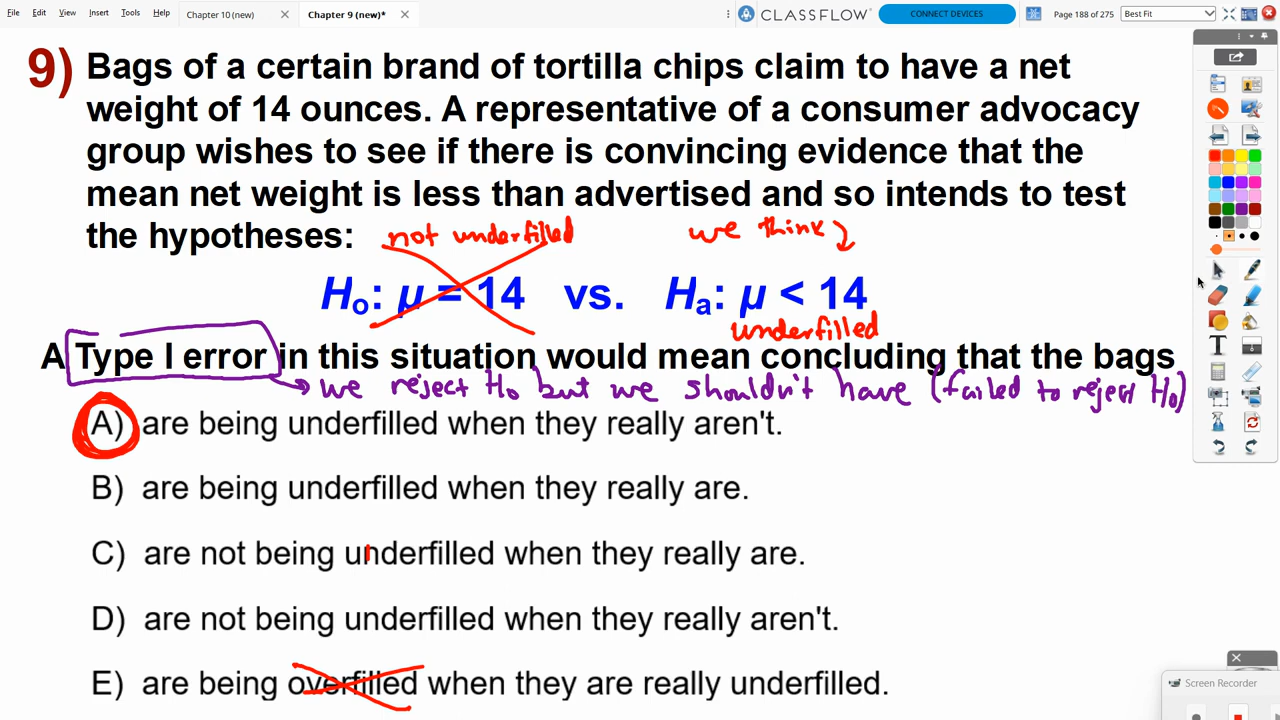 File Edit View Insert Tools Help Chapter 10 (new) Chapter 9 (new)* CLASSFLOW CONNECT DEVICES Page 188 of 275 Best Fit
9) Bags of a certain brand of tortilla chips claim to have a net
weight of 14 ounces. A representative of a consumer advocacy
group wishes to see if there is convincing evidence that the
mean net weight is less than advertised and so intends to test
the hypotheses:
not underfilled we think
Ho: μ = 14 vs. Ha: μ < 14
underfilled
A Type I error in this situation would mean concluding that the bags
we reject Ho but we shouldn't have (failed to reject Ho)
A) are being underfilled when they really aren't.
B) are being underfilled when they really are.
C) are not being underfilled when they really are.
D) are not being underfilled when they really aren't.
E) are being overfilled when they are really underfilled.
Screen Recorder